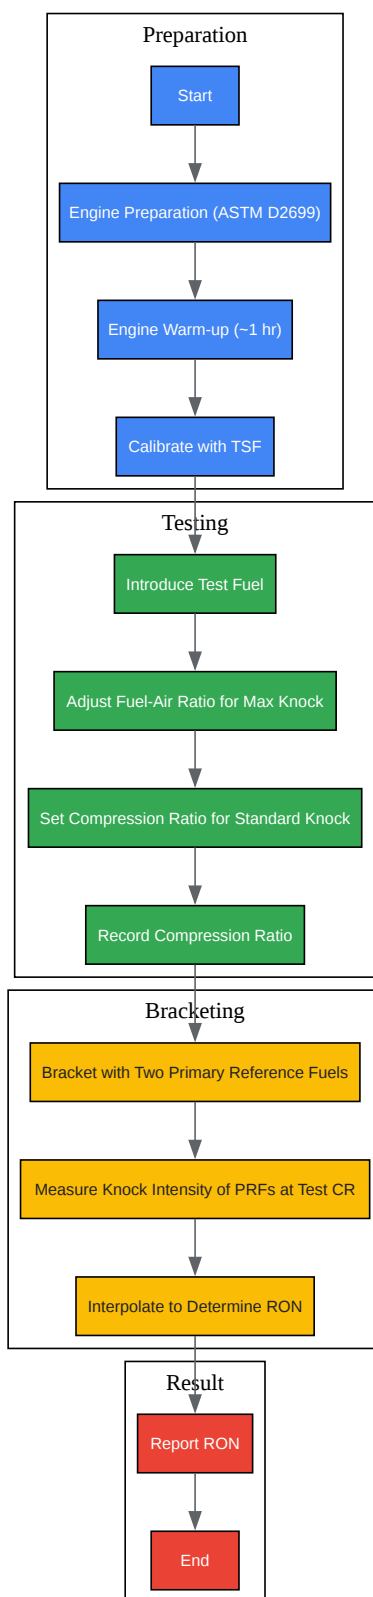 Preparation
Start
Engine Preparation (ASTM D2699)
Engine Warm-up (~1 hr)
Calibrate with TSF
Testing
Introduce Test Fuel
Adjust Fuel-Air Ratio for Max Knock
Set Compression Ratio for Standard Knock
Record Compression Ratio
Bracketing
Bracket with Two Primary Reference Fuels
Measure Knock Intensity of PRFs at Test CR
Interpolate to Determine RON
Result
Report RON
End